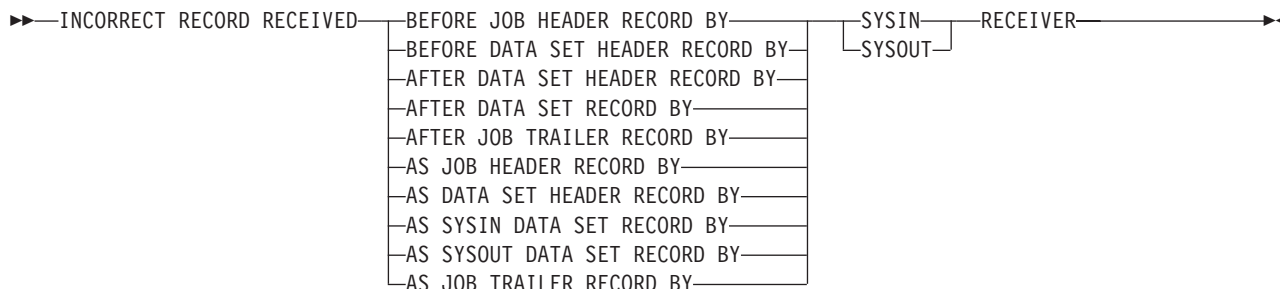 INCORRECT RECORD RECEIVED BEFORE JOB HEADER RECORD BY SYSIN RECEIVER
BEFORE DATA SET HEADER RECORD BY SYSOUT
AFTER DATA SET HEADER RECORD BY
AFTER DATA SET RECORD BY
AFTER JOB TRAILER RECORD BY
AS JOB HEADER RECORD BY
AS DATA SET HEADER RECORD BY
AS SYSIN DATA SET RECORD BY
AS SYSOUT DATA SET RECORD BY
AS JOB TRAILER RECORD BY